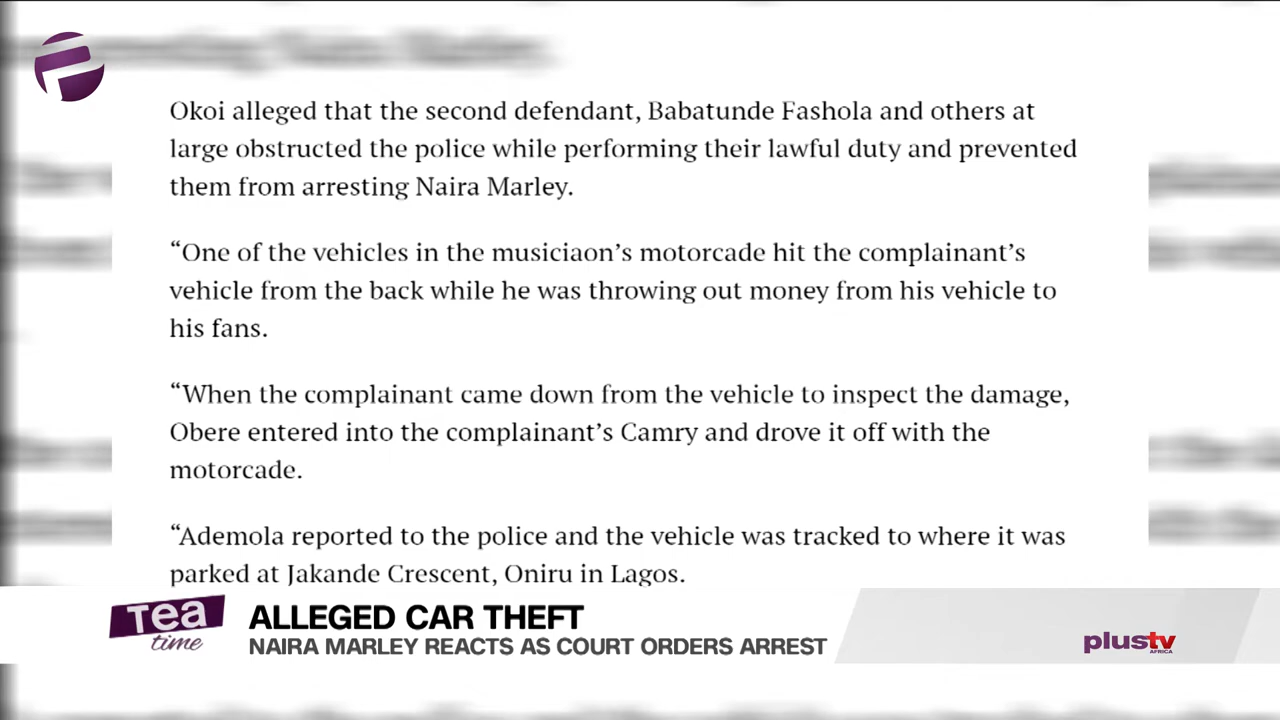 Okoi alleged that the second defendant, Babatunde Fashola and others at
large obstructed the police while performing their lawful duty and prevented
them from arresting Naira Marley.
“One of the vehicles in the musiciaon’s motorcade hit the complainant’s
vehicle from the back while he was throwing out money from his vehicle to
his fans.
“When the complainant came down from the vehicle to inspect the damage,
Obere entered into the complainant’s Camry and drove it off with the
motorcade.
“Ademola reported to the police and the vehicle was tracked to where it was
parked at Jakande Crescent, Oniru in Lagos.
Tea
time
ALLEGED CAR THEFT
NAIRA MARLEY REACTS AS COURT ORDERS ARREST
plustv
AFRICA